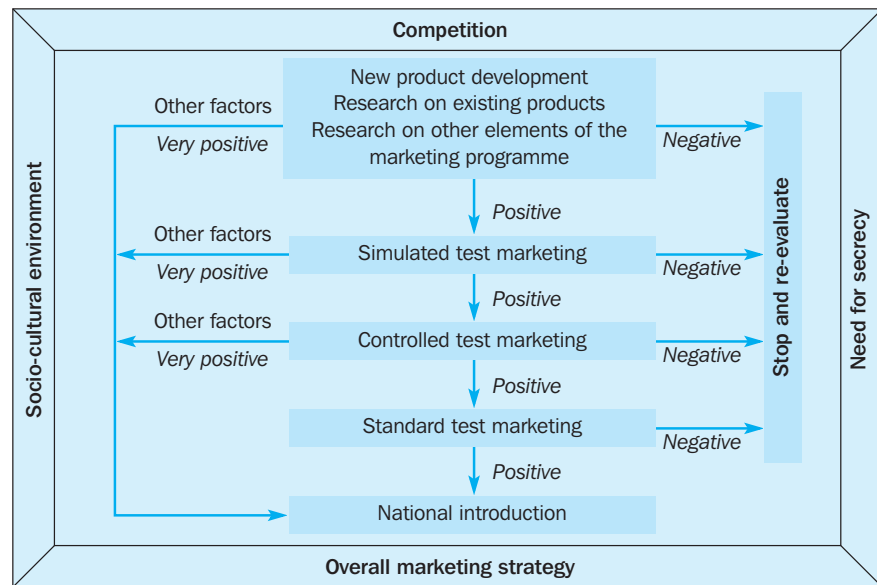 Competition
New product development
Research on existing products
Research on other elements of the
marketing programme
Other factors
Very positive
Negative
Positive
Other factors
Very positive
Simulated test marketing
Negative
Positive
Other factors
Very positive
Controlled test marketing
Negative
Positive
Standard test marketing
Negative
Positive
National introduction
Socio-cultural environment
Stop and re-evaluate
Need for secrecy
Overall marketing strategy